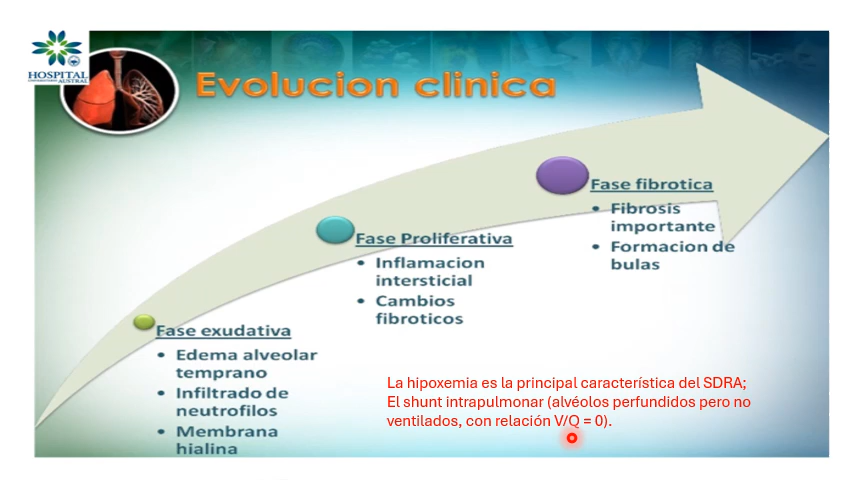 HOSPITAL
UNIVERSITARIO AUSTRAL
Evolucion clinica
Fase fibrotica
• Fibrosis
importante
• Formacion de
bulas
Fase Proliferativa
• Inflamacion
intersticial
• Cambios
fibroticos
Fase exudativa
• Edema alveolar
temprano
• Infiltrado de
neutrofilos
• Membrana
hialina
La hipoxemia es la principal característica del SDRA;
El shunt intrapulmonar (alvéolos perfundidos pero no
ventilados, con relación V/Q = 0).